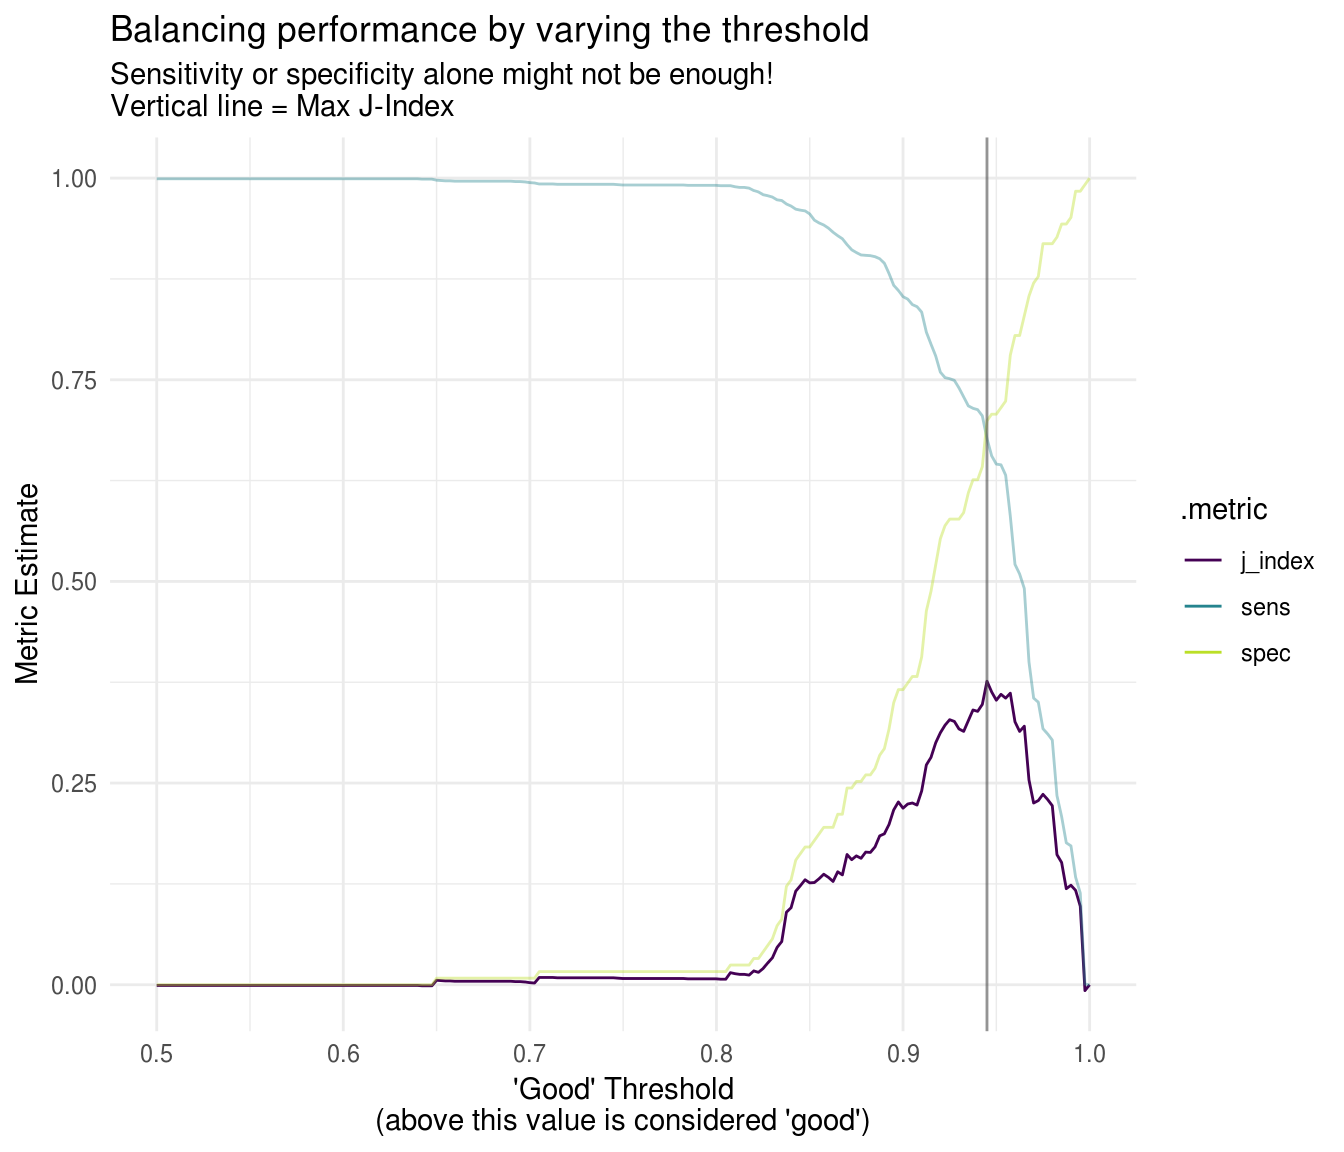 Balancing performance by varying the threshold
Sensitivity or specificity alone might not be enough!
Vertical line = Max J-Index
1.00
0.75
0.50
0.25
0.00
Metric Estimate
0.5 0.6 0.7 0.8 0.9 1.0
'Good' Threshold
(above this value is considered 'good')
.metric
j_index
sens
spec